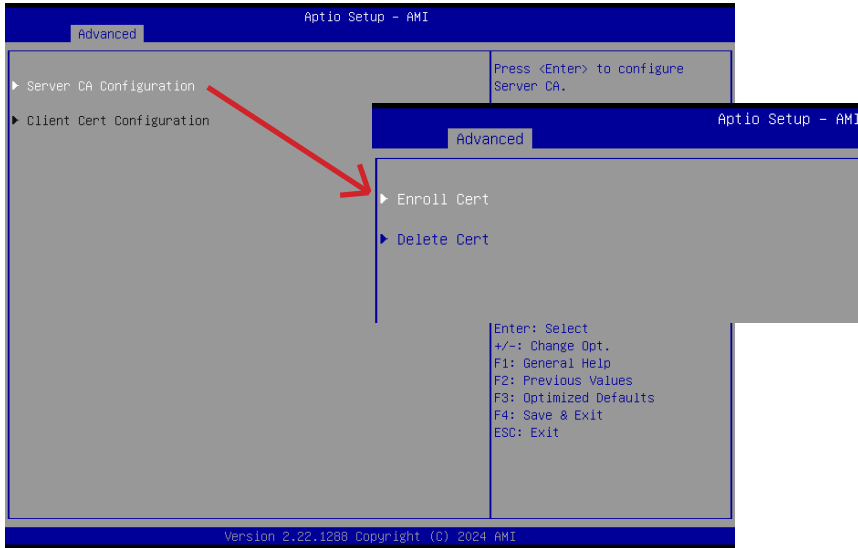 Aptio Setup – AMI
Advanced
▶ Server CA Configuration
▶ Client Cert Configuration
Press <Enter> to configure
Server CA.
Aptio Setup – AMI
Advanced
▶ Enroll Cert
▶ Delete Cert
Enter: Select
+/-: Change Opt.
F1: General Help
F2: Previous Values
F3: Optimized Defaults
F4: Save & Exit
ESC: Exit
Version 2.22.1288 Copyright (C) 2024 AMI